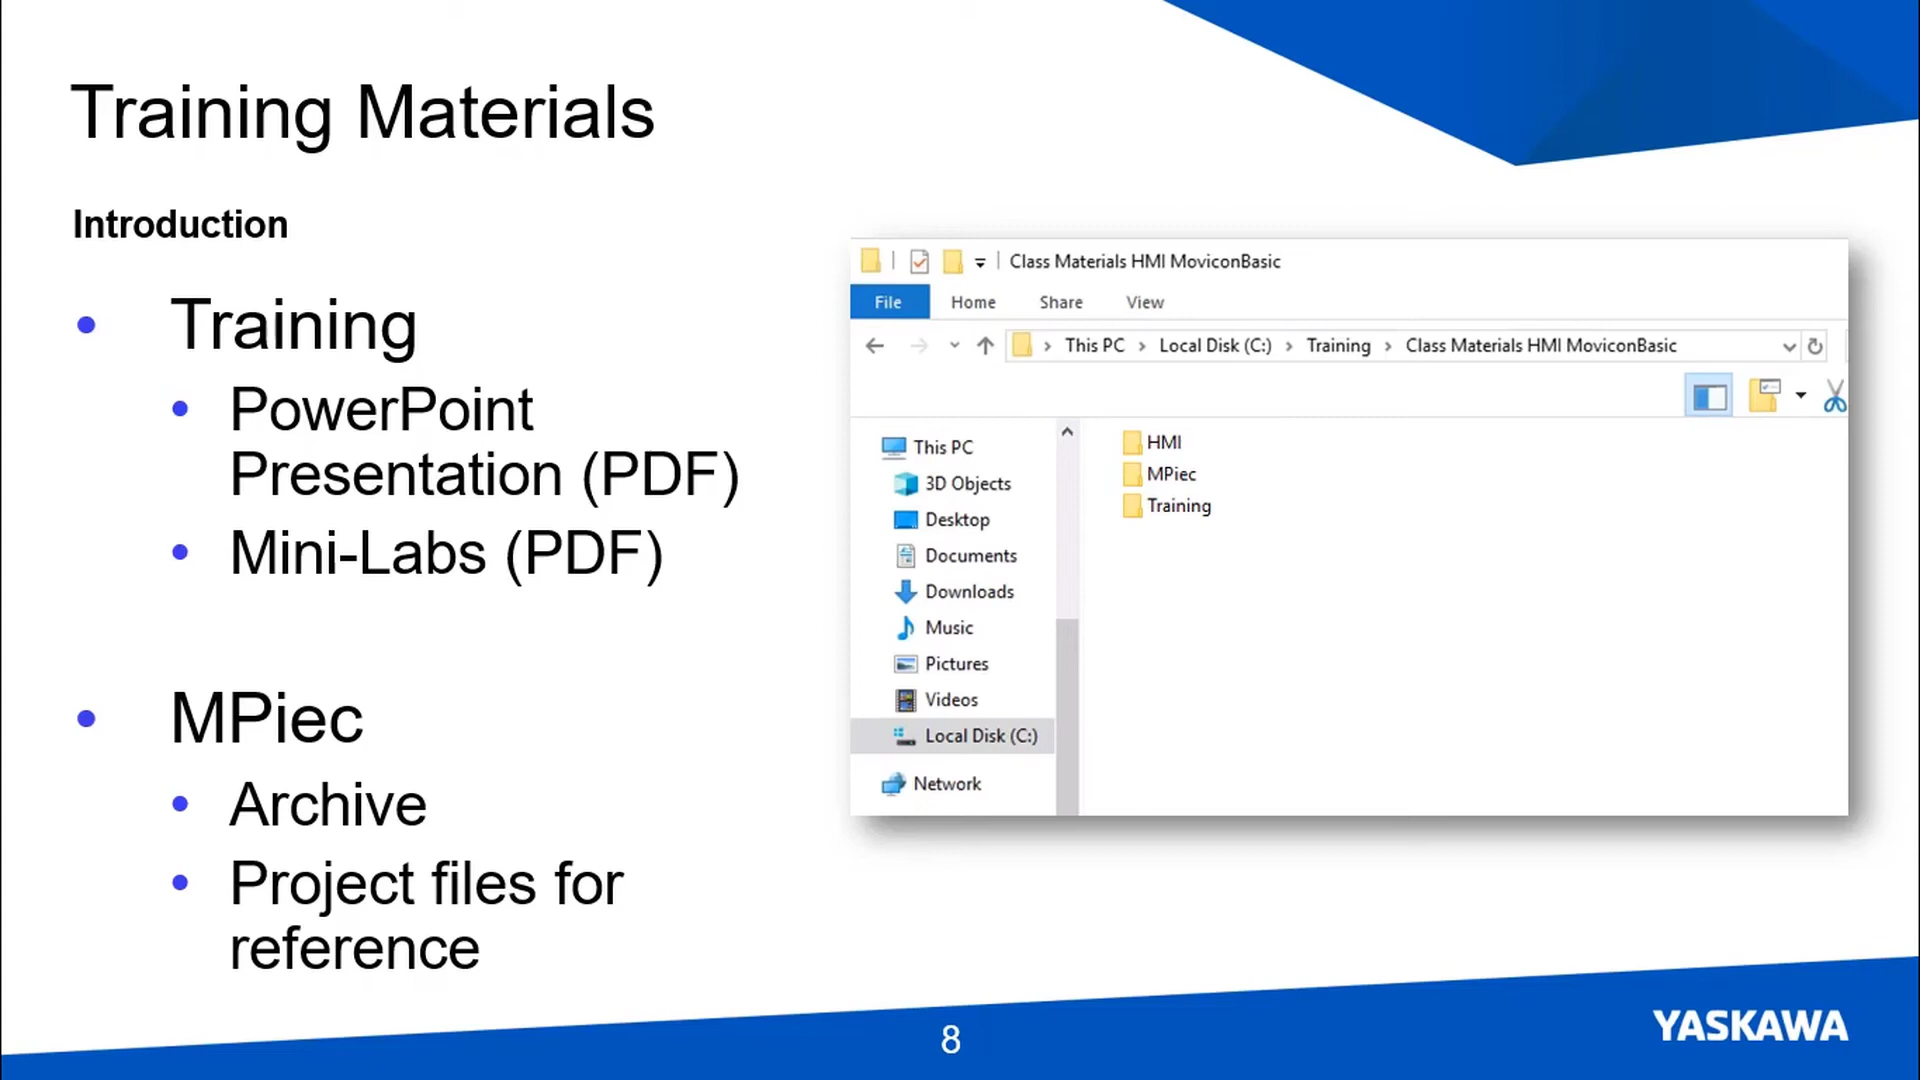 Training Materials
Introduction
• Training
• PowerPoint
Presentation (PDF)
• Mini-Labs (PDF)
• MPiec
• Archive
• Project files for
reference
Class Materials HMI MoviconBasic
File Home Share View
This PC Local Disk (C:) Training Class Materials HMI MoviconBasic
This PC
3D Objects
Desktop
Documents
Downloads
Music
Pictures
Videos
Local Disk (C:)
Network
HMI
MPiec
Training
8
YASKAWA